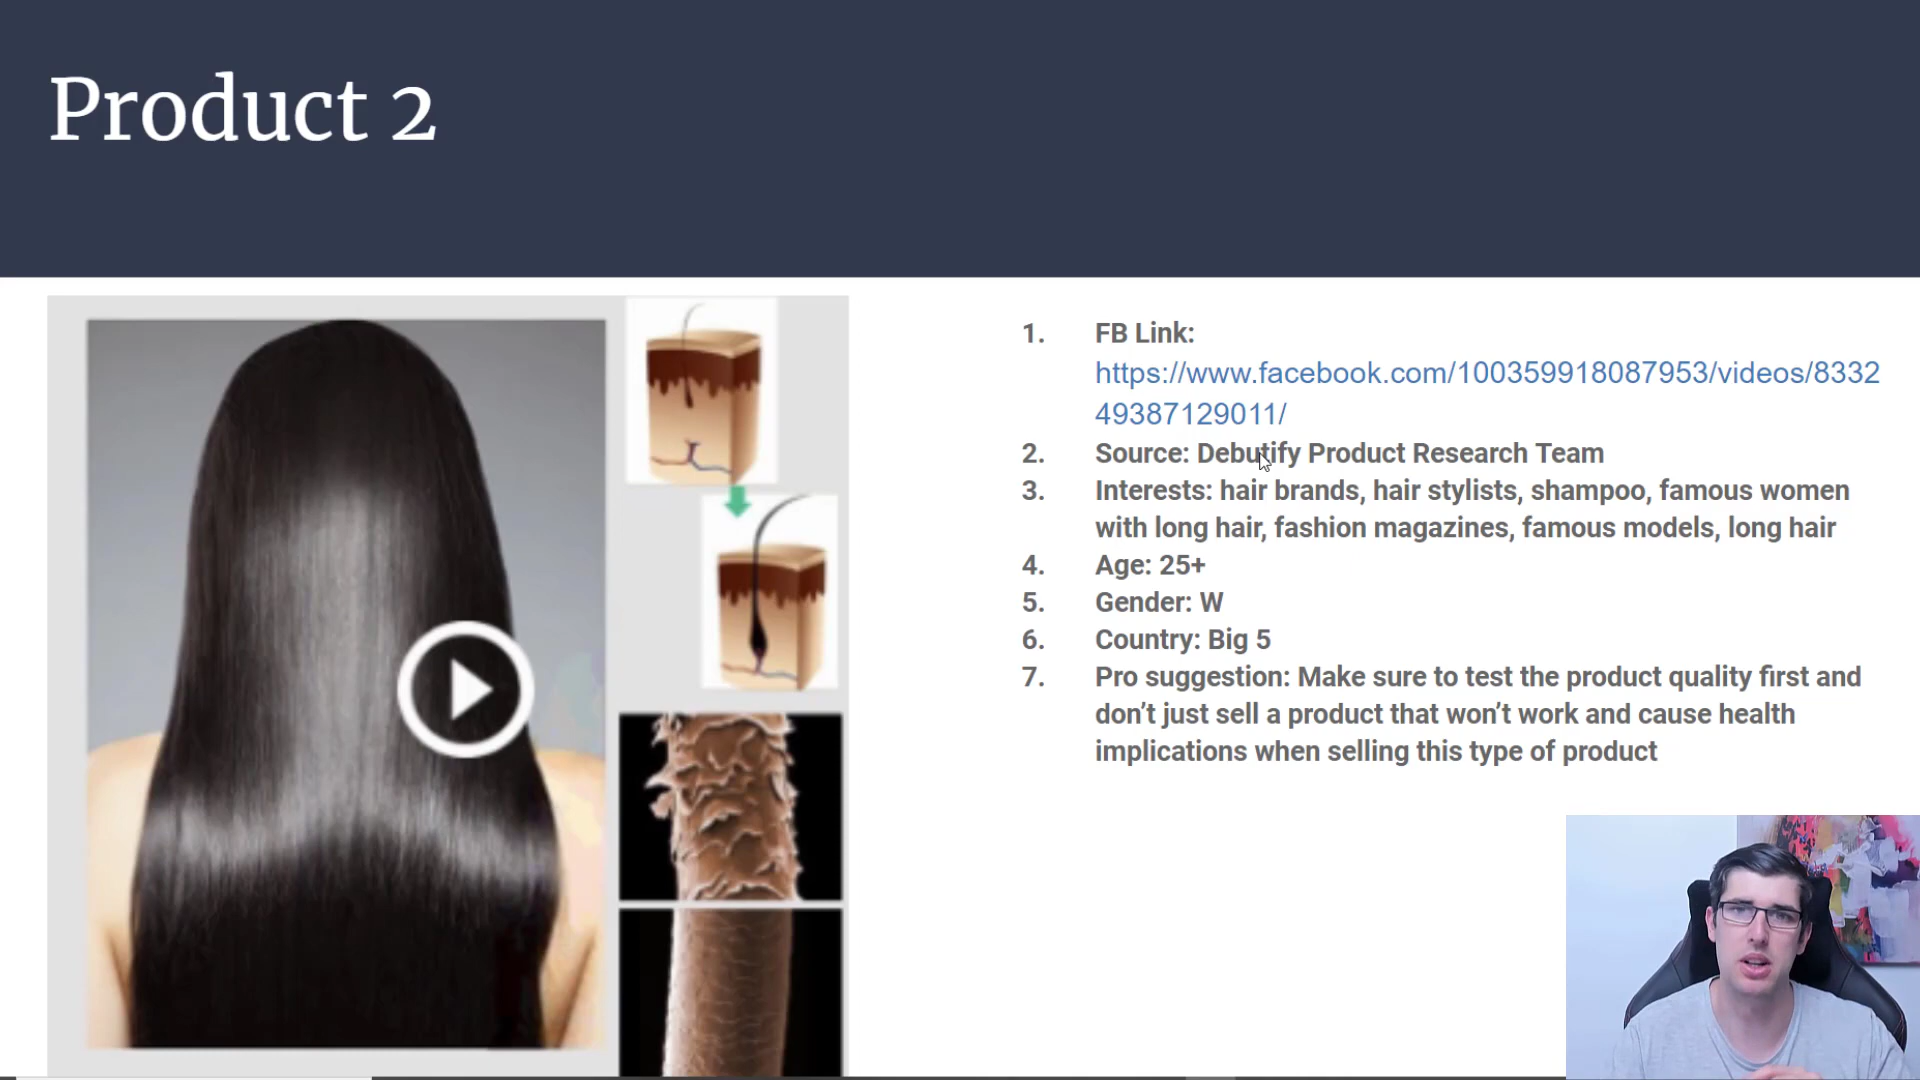 Product 2
1. FB Link:
https://www.facebook.com/100359918087953/videos/8332
49387129011/
2. Source: Debutify Product Research Team
3. Interests: hair brands, hair stylists, shampoo, famous women
with long hair, fashion magazines, famous models, long hair
4. Age: 25+
5. Gender: W
6. Country: Big 5
7. Pro suggestion: Make sure to test the product quality first and
don’t just sell a product that won’t work and cause health
implications when selling this type of product